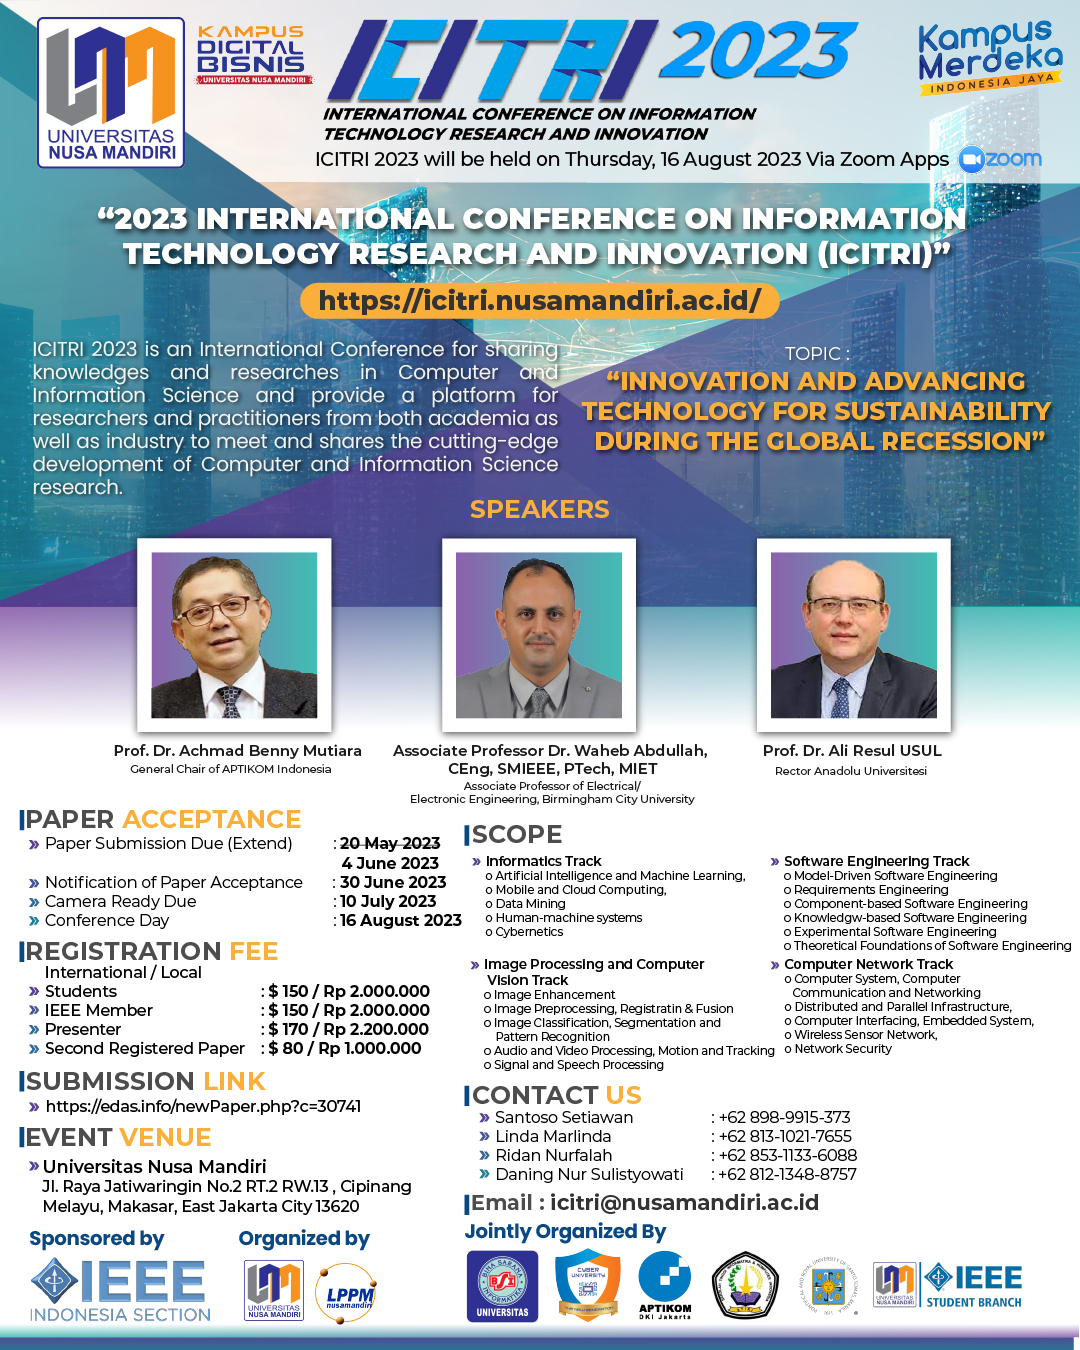 UNIVERSITAS
NUSA MANDIRI
KAMPUS
DIGITAL
BISNIS
UNIVERSITAS NUSA MANDIRI
ICITRI 2023
INTERNATIONAL CONFERENCE ON INFORMATION
TECHNOLOGY RESEARCH AND INNOVATION
Kampus
Merdeka
INDONESIA JAYA
ICITRI 2023 will be held on Thursday, 16 August 2023 Via Zoom Apps
zoom
“2023 INTERNATIONAL CONFERENCE ON INFORMATION
TECHNOLOGY RESEARCH AND INNOVATION (ICITRI)”
https://icitri.nusamandiri.ac.id/
ICITRI 2023 is an International Conference for sharing
knowledges and researches in Computer and
Information Science and provide a platform for
researchers and practitioners from both academia as
well as industry to meet and shares the cutting-edge
development of Computer and Information Science
research.
TOPIC :
“INNOVATION AND ADVANCING
TECHNOLOGY FOR SUSTAINABILITY
DURING THE GLOBAL RECESSION”
SPEAKERS
Prof. Dr. Achmad Benny Mutiara
General Chair of APTIKOM Indonesia
Associate Professor Dr. Waheb Abdullah,
CEng, SMIEEE, PTech, MIET
Associate Professor of Electrical/
Electronic Engineering, Birmingham City University
Prof. Dr. Ali Resul USUL
Rector Anadolu Universitesi
PAPER ACCEPTANCE
» Paper Submission Due (Extend) : 20 May 2023
4 June 2023
» Notification of Paper Acceptance : 30 June 2023
» Camera Ready Due : 10 July 2023
» Conference Day : 16 August 2023
REGISTRATION FEE
International / Local
» Students : $ 150 / Rp 2.000.000
» IEEE Member : $ 150 / Rp 2.000.000
» Presenter : $ 170 / Rp 2.200.000
» Second Registered Paper : $ 80 / Rp 1.000.000
SUBMISSION LINK
» https://edas.info/newPaper.php?c=30741
EVENT VENUE
» Universitas Nusa Mandiri
Jl. Raya Jatiwaringin No.2 RT.2 RW.13 , Cipinang
Melayu, Makasar, East Jakarta City 13620
SCOPE
» Informatics Track
o Artificial Intelligence and Machine Learning,
o Mobile and Cloud Computing,
o Data Mining
o Human-machine systems
o Cybernetics
» Image Processing and Computer
Vision Track
o Image Enhancement
o Image Preprocessing, Registratin & Fusion
o Image Classification, Segmentation and
Pattern Recognition
o Audio and Video Processing, Motion and Tracking
o Signal and Speech Processing
» Software Engineering Track
o Model-Driven Software Engineering
o Requirements Engineering
o Component-based Software Engineering
o Knowledgw-based Software Engineering
o Experimental Software Engineering
o Theoretical Foundations of Software Engineering
» Computer Network Track
o Computer System, Computer
Communication and Networking
o Distributed and Parallel Infrastructure,
o Computer Interfacing, Embedded System,
o Wireless Sensor Network,
o Network Security
CONTACT US
» Santoso Setiawan : +62 898-9915-373
» Linda Marlinda : +62 813-1021-7655
» Ridan Nurfalah : +62 853-1133-6088
» Daning Nur Sulistyowati : +62 812-1348-8757
Email : icitri@nusamandiri.ac.id
Sponsored by
IEEE
INDONESIA SECTION
Organized by
UNIVERSITAS
NUSA MANDIRI
LPPM
nusamandiri
Jointly Organized By
BINA SARANA
INFORMATIKA
BSI
UNIVERSITAS
CYBER
UNIVERSITY
APTIKOM
DKI Jakarta
UNIVERSITAS
NUSA MANDIRI
IEEE
STUDENT BRANCH